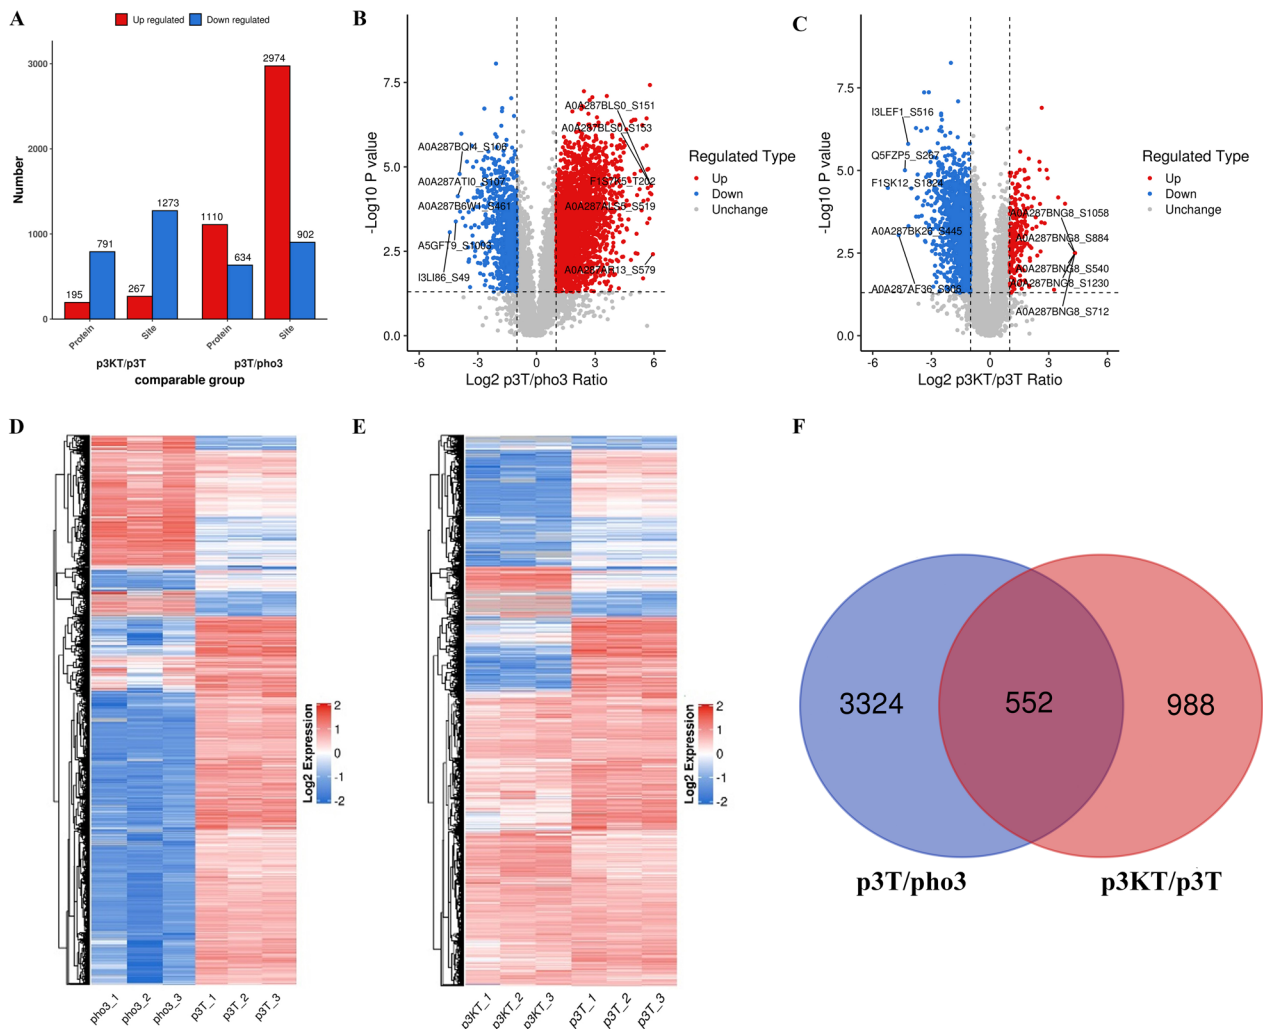 A
Up regulated
Down regulated
Number
3000
2000
1000
0
195
791
267
1273
1110
634
2974
902
Protein
Site
Protein
Site
p3KT/p3T
p3T/pho3
comparable group
B
-Log10 P value
7.5
5.0
2.5
0.0
A0A287BLS0_S151
A0A287BLS0_S153
A0A287BQI4_S106
A0A287ATI0_S107
A0A287B6W1_S461
A0A287ALS6_S519
A5GFT9_S1003
A0A287AR13_S579
I3LI86_S49
-6
-3
0
3
6
Log2 p3T/pho3 Ratio
Regulated Type
Up
Down
Unchange
C
-Log10 P value
7.5
5.0
2.5
0.0
I3LEF1_S516
Q5FZP5_S267
F1SK12_S1824
A0A287BNG8_S1058
A0A287BK28_S445
A0A287BNG8_S884
A0A287BNG8_S540
A0A287BNG8_S1230
A0A287BNG8_S712
-6
-3
0
3
6
Log2 p3KT/p3T Ratio
Regulated Type
Up
Down
Unchange
D
Log2 Expression
2
1
0
-1
-2
pho3_1
pho3_2
pho3_3
p3T_1
p3T_2
p3T_3
E
Log2 Expression
2
1
0
-1
-2
p3KT_1
p3KT_2
p3KT_3
p3T_1
p3T_2
p3T_3
F
3324
552
988
p3T/pho3
p3KT/p3T